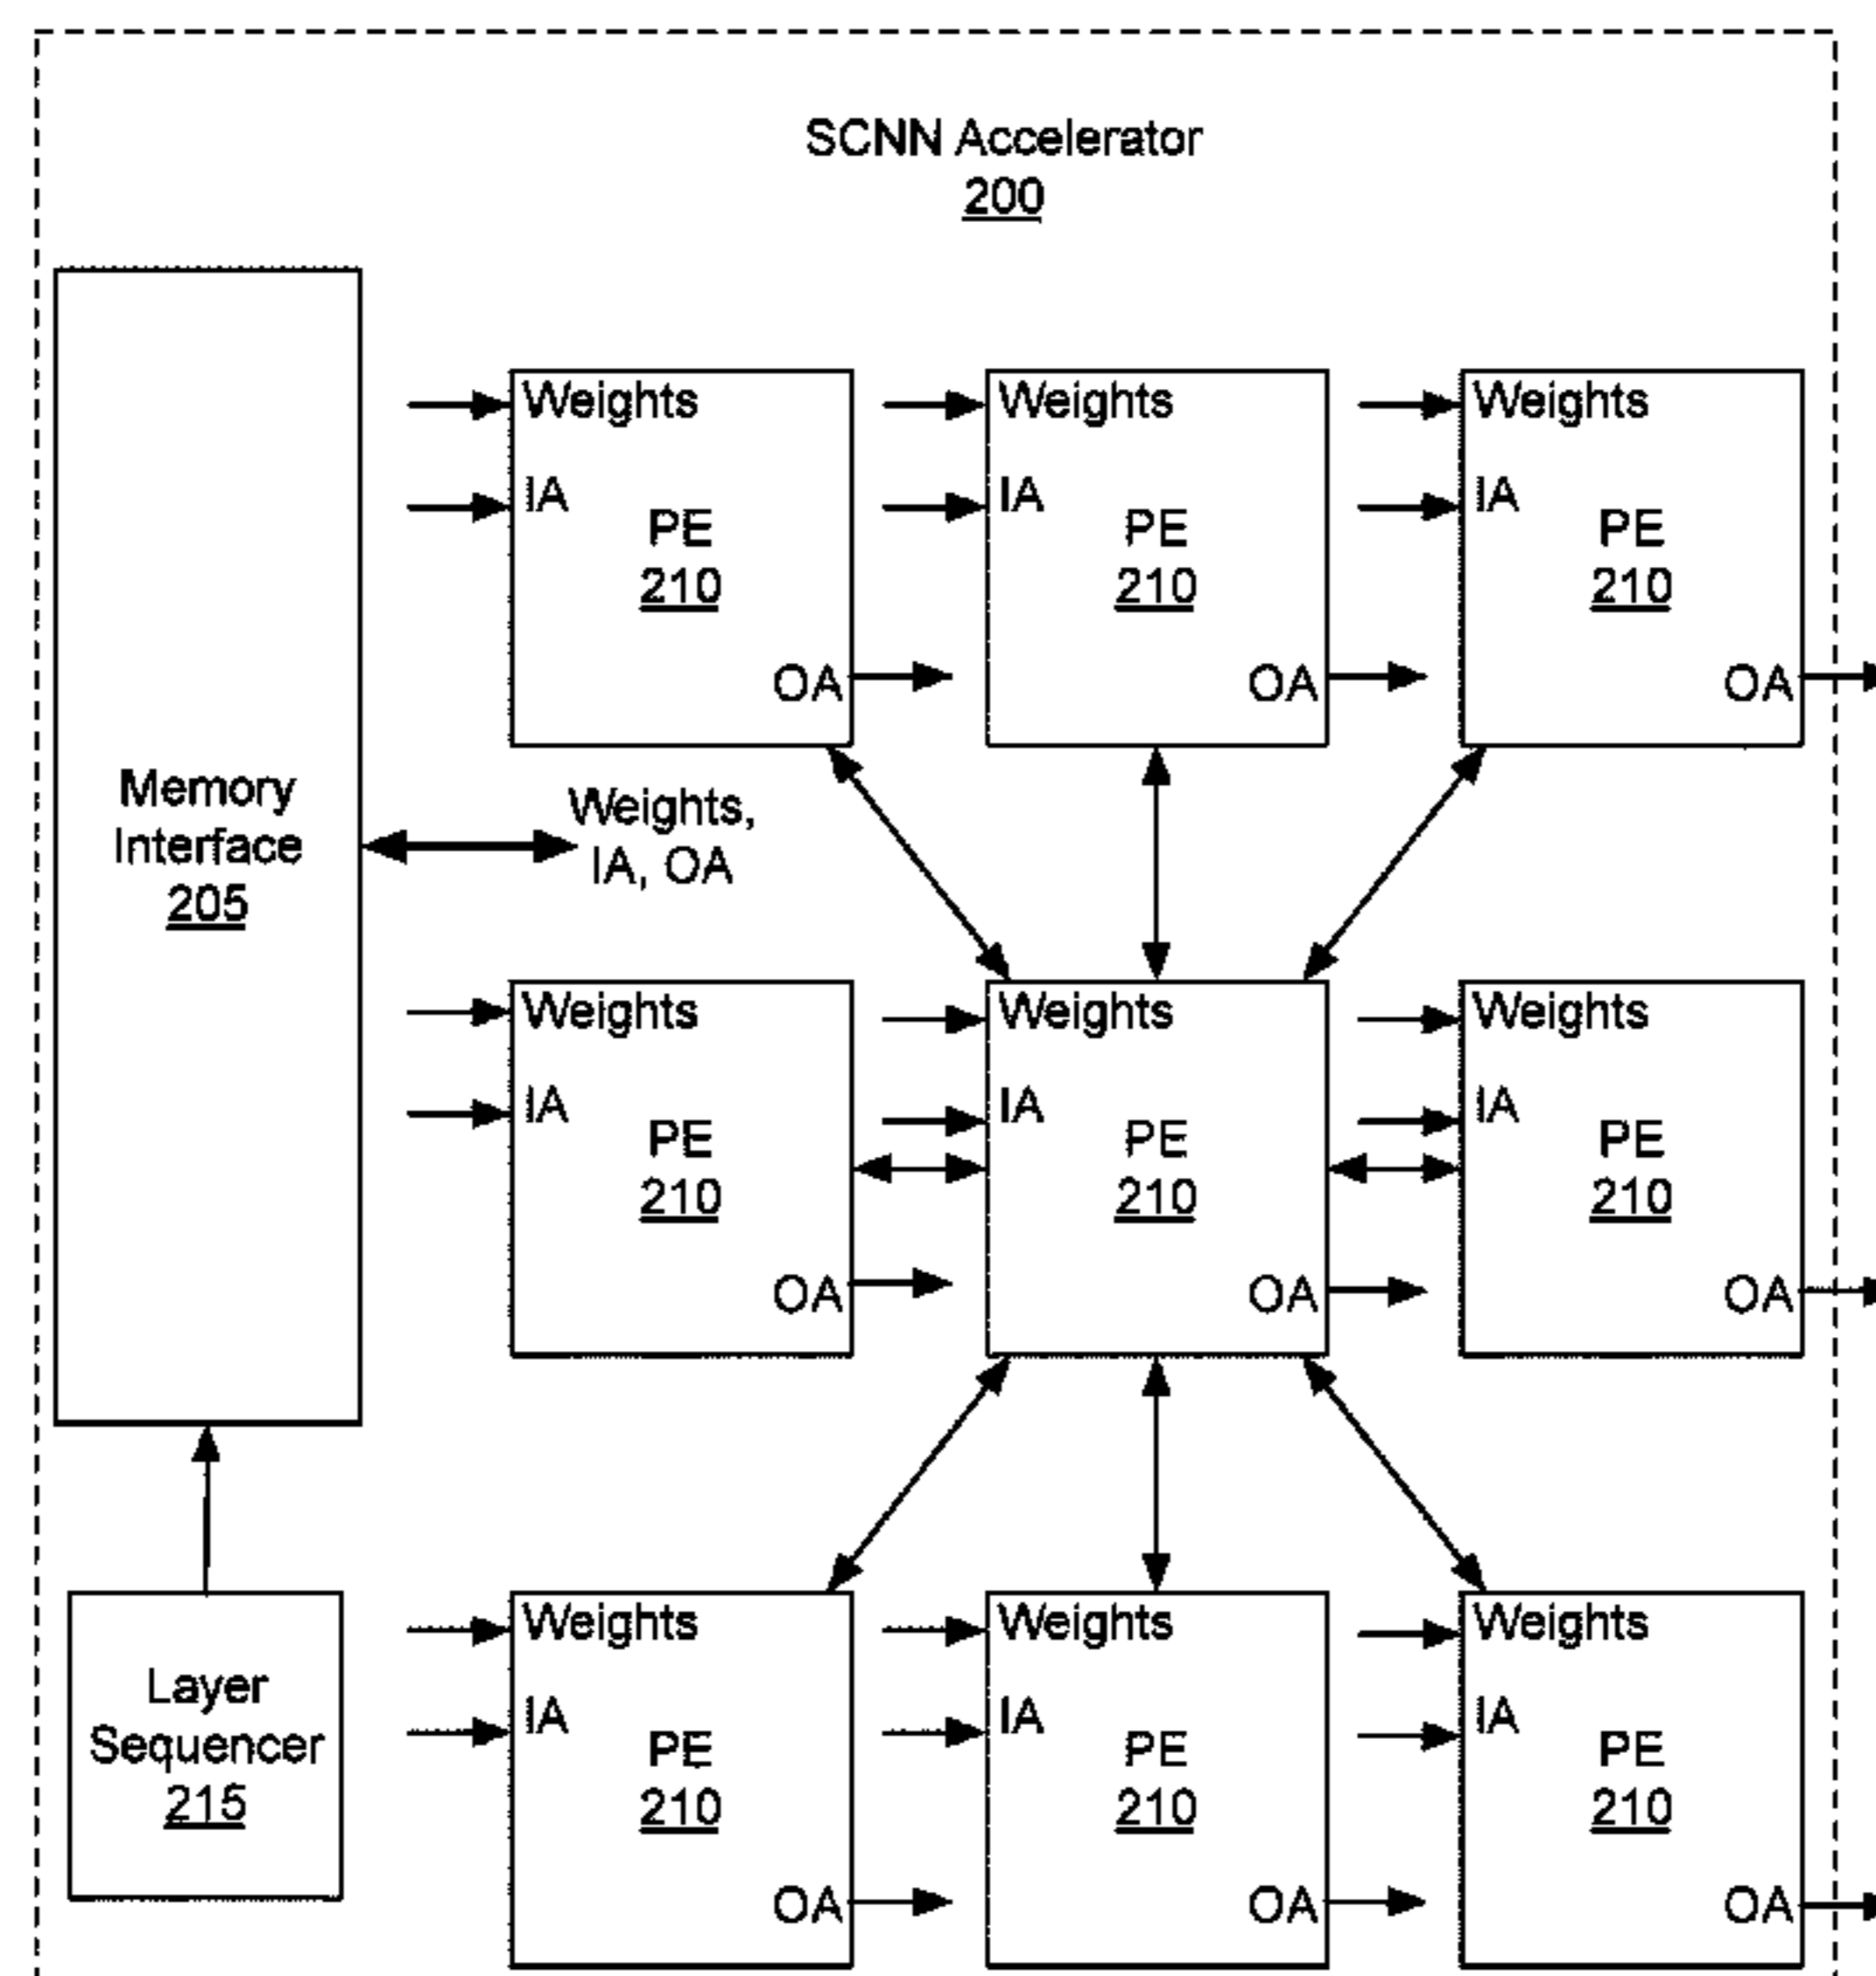 SCNN Accelerator
200
Weights
IA
PE
210
OA
Weights
IA
PE
210
OA
Weights
IA
PE
210
OA
Memory
Interface
205
Weights,
IA, OA
Weights
IA
PE
210
OA
Weights
IA
PE
210
OA
Weights
IA
PE
210
OA
Layer
Sequencer
215
Weights
IA
PE
210
OA
Weights
IA
PE
210
OA
Weights
IA
PE
210
OA